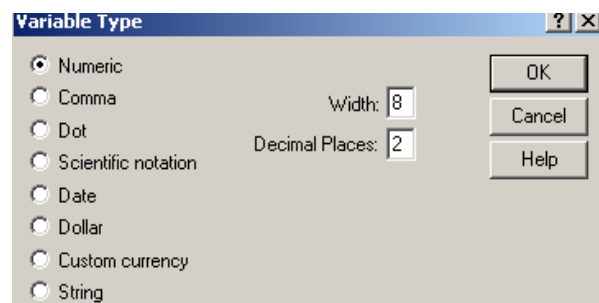 Variable Type ? ×
Numeric OK
Comma Width: 8
Cancel
Dot
Decimal Places: 2
Scientific notation Help
Date
Dollar
Custom currency
String